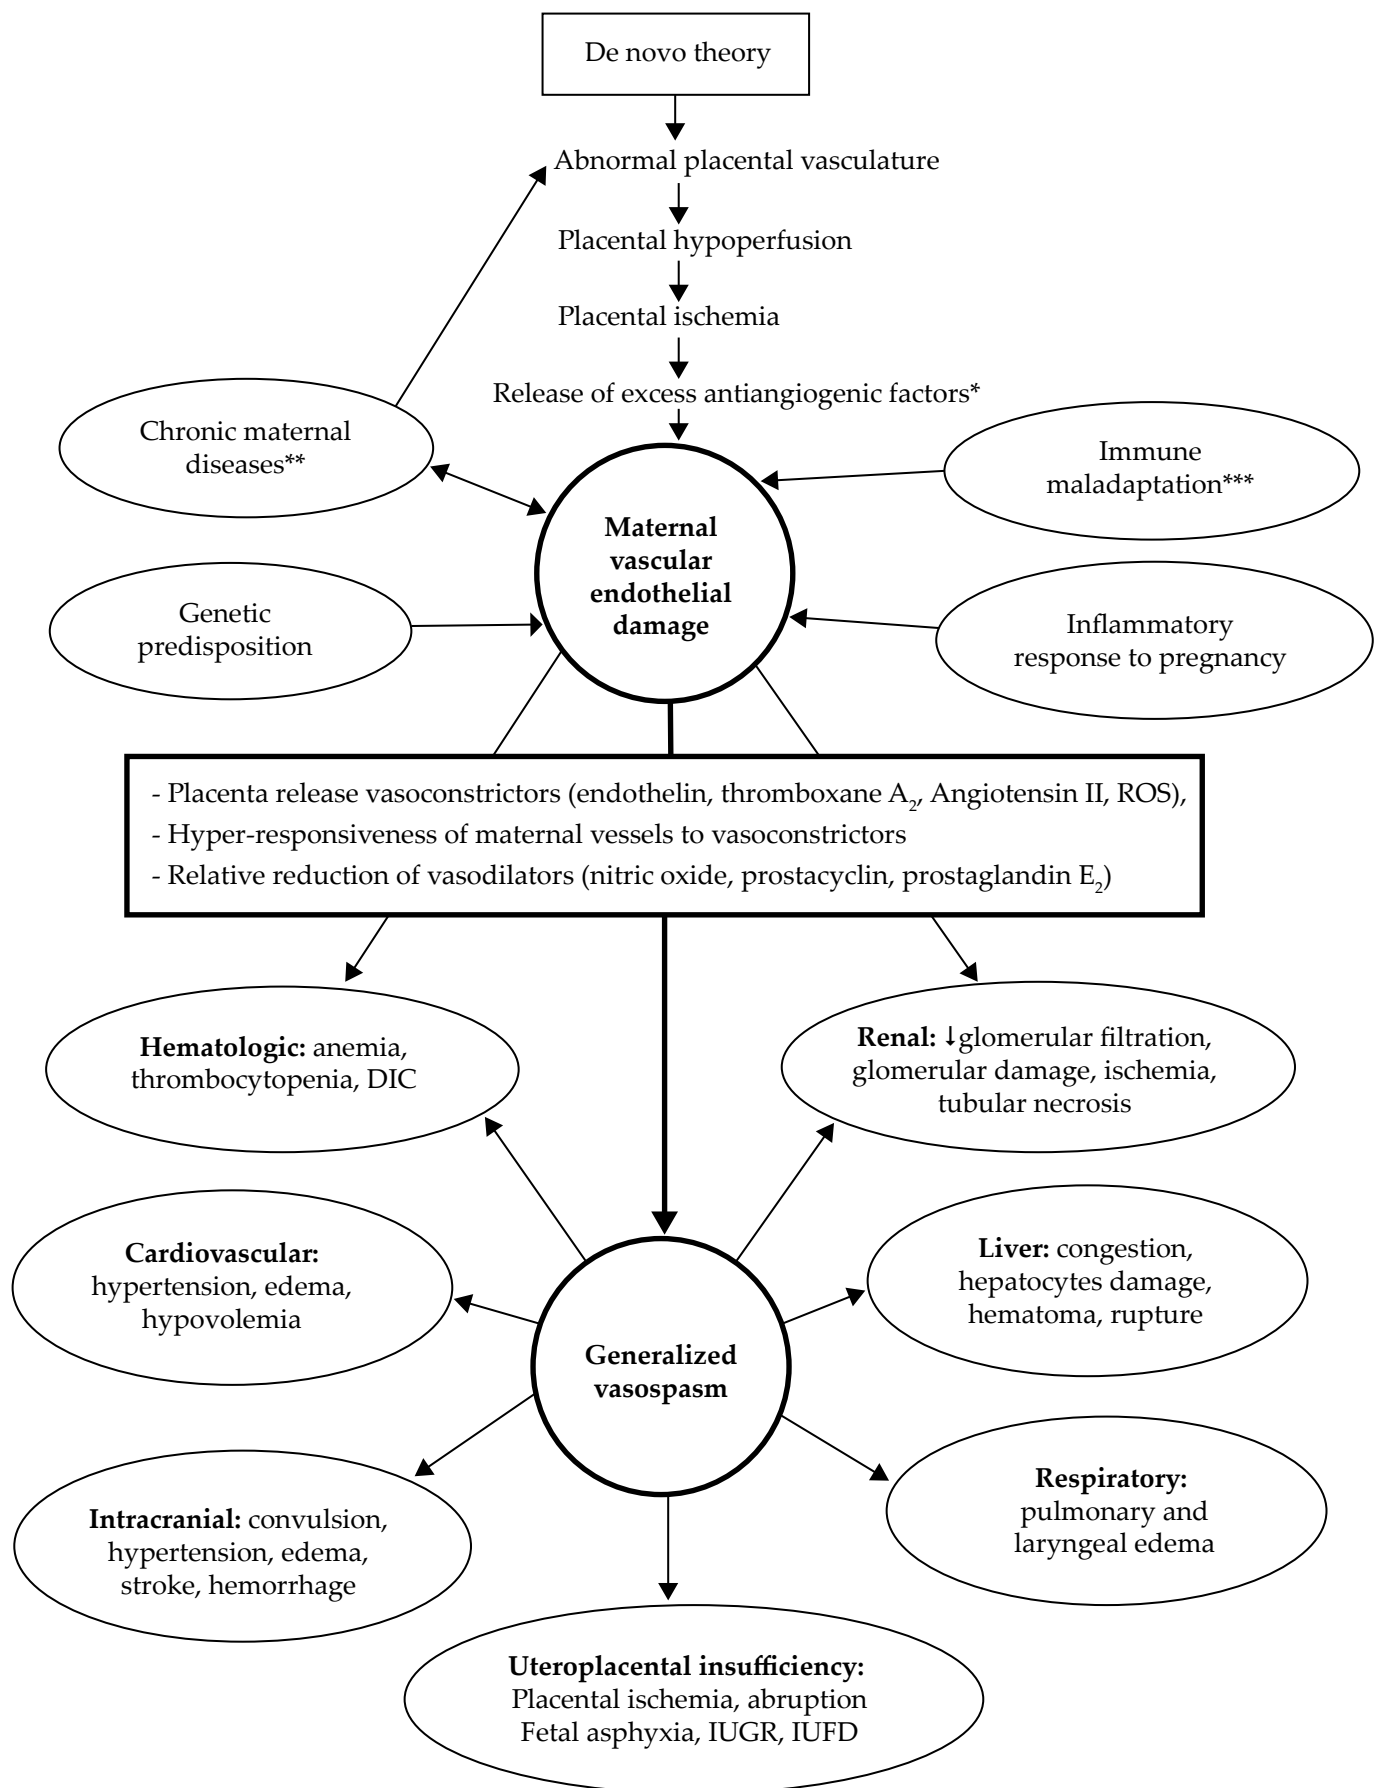 De novo theory
Abnormal placental vasculature
Placental hypoperfusion
Placental ischemia
Release of excess antiangiogenic factors*
Chronic maternal
diseases**
Immune
maladaptation***
Maternal
vascular
endothelial
damage
Genetic
predisposition
Inflammatory
response to pregnancy
- Placenta release vasoconstrictors (endothelin, thromboxane A₂, Angiotensin II, ROS),
- Hyper-responsiveness of maternal vessels to vasoconstrictors
- Relative reduction of vasodilators (nitric oxide, prostacyclin, prostaglandin E₂)
Hematologic: anemia,
thrombocytopenia, DIC
Renal: ↓glomerular filtration,
glomerular damage, ischemia,
tubular necrosis
Cardiovascular:
hypertension, edema,
hypovolemia
Liver: congestion,
hepatocytes damage,
hematoma, rupture
Generalized
vasospasm
Intracranial: convulsion,
hypertension, edema,
stroke, hemorrhage
Respiratory:
pulmonary and
laryngeal edema
Uteroplacental insufficiency:
Placental ischemia, abruption
Fetal asphyxia, IUGR, IUFD